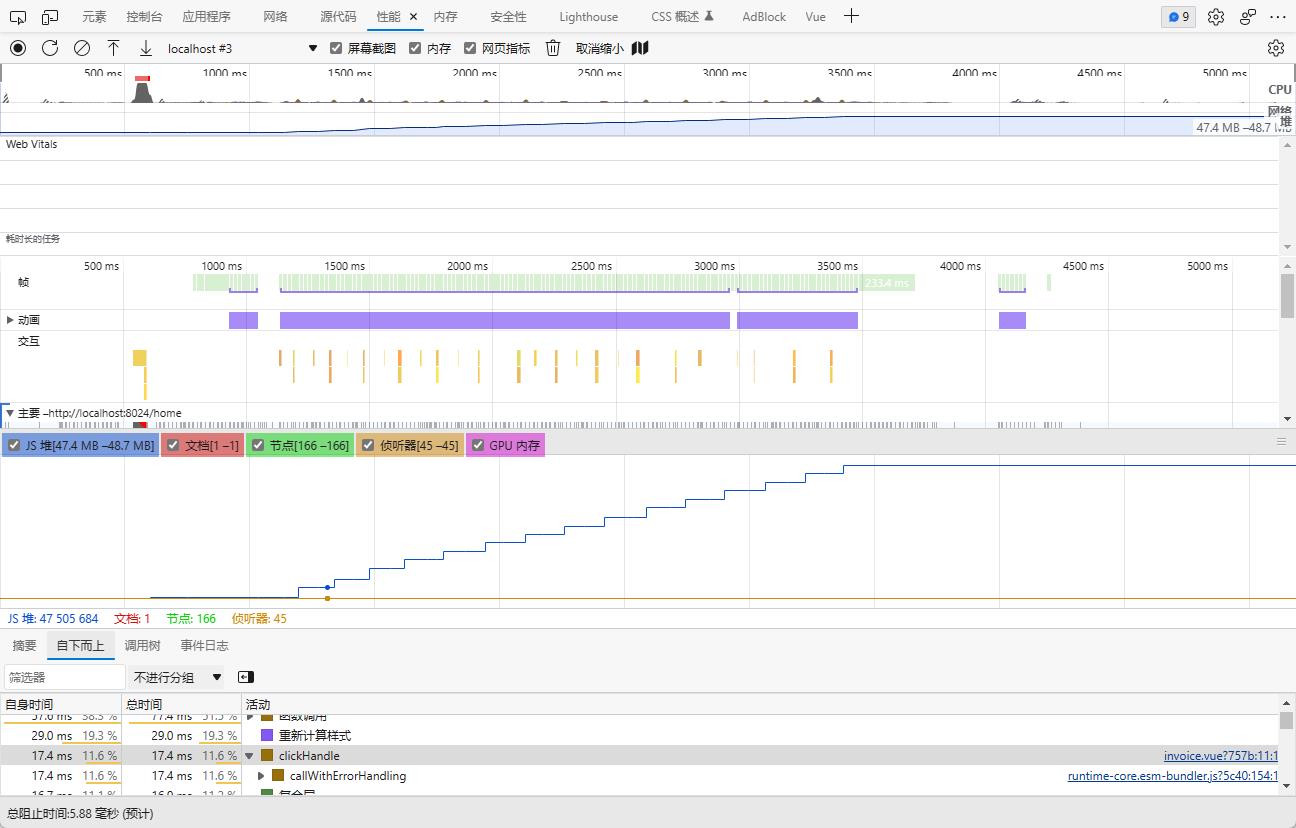 元素 控制台 应用程序 网络 源代码 性能 内存 安全性 Lighthouse CSS 概述 AdBlock Vue 9
localhost #3 屏幕截图 内存 网页指标 取消缩小
500 ms 1000 ms 1500 ms 2000 ms 2500 ms 3000 ms 3500 ms 4000 ms 4500 ms 5000 ms
CPU
网络
堆
47.4 MB –48.7 MB
Web Vitals
耗时长的任务
500 ms 1000 ms 1500 ms 2000 ms 2500 ms 3000 ms 3500 ms 4000 ms 4500 ms 5000 ms
帧 233.4 ms
动画
交互
主要 –http://localhost:8024/home
JS 堆[47.4 MB –48.7 MB] 文档[1 –1] 节点[166 –166] 侦听器[45 –45] GPU 内存
JS 堆: 47 505 684 文档: 1 节点: 166 侦听器: 45
摘要 自下而上 调用树 事件日志
筛选器 不进行分组
自身时间 总时间 活动
57.6 ms 38.3 % 77.4 ms 51.5 % 函数调用
29.0 ms 19.3 % 29.0 ms 19.3 % 重新计算样式
17.4 ms 11.6 % 17.4 ms 11.6 % clickHandle invoice.vue?757b:11:1
17.4 ms 11.6 % 17.4 ms 11.6 % callWithErrorHandling runtime-core.esm-bundler.js?5c40:154:1
总阻止时间:5.88 毫秒 (预计)